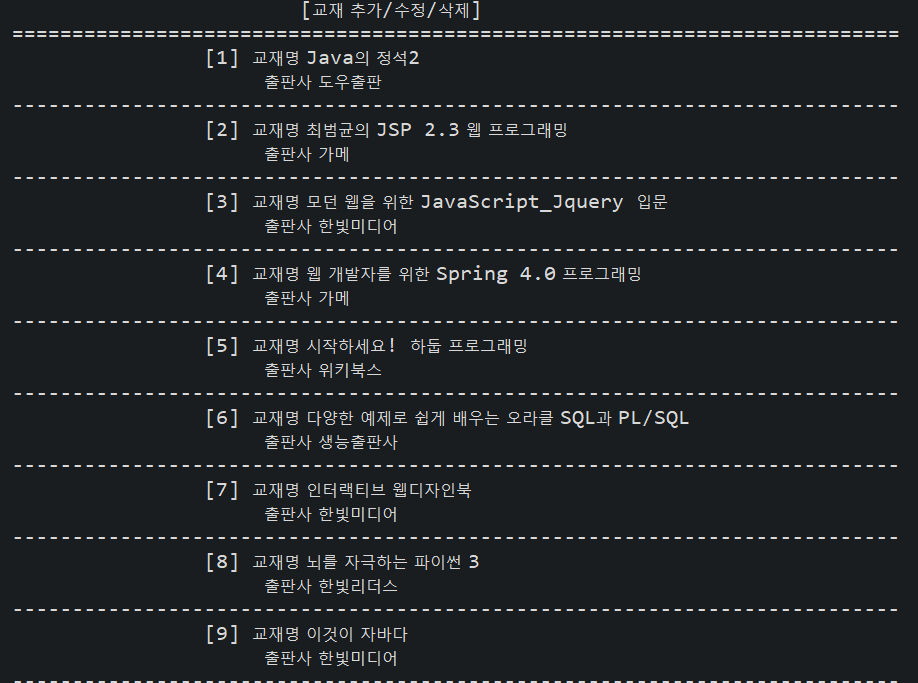 [교재 추가/수정/삭제]
==========================================================================
[1] 교재명 Java의 정석2
출판사 도우출판
--------------------------------------------------------------------------
[2] 교재명 최범균의 JSP 2.3 웹 프로그래밍
출판사 가메
--------------------------------------------------------------------------
[3] 교재명 모던 웹을 위한 JavaScript_Jquery 입문
출판사 한빛미디어
--------------------------------------------------------------------------
[4] 교재명 웹 개발자를 위한 Spring 4.0 프로그래밍
출판사 가메
--------------------------------------------------------------------------
[5] 교재명 시작하세요! 하둡 프로그래밍
출판사 위키북스
--------------------------------------------------------------------------
[6] 교재명 다양한 예제로 쉽게 배우는 오라클 SQL과 PL/SQL
출판사 생능출판사
--------------------------------------------------------------------------
[7] 교재명 인터랙티브 웹디자인북
출판사 한빛미디어
--------------------------------------------------------------------------
[8] 교재명 뇌를 자극하는 파이썬 3
출판사 한빛리더스
--------------------------------------------------------------------------
[9] 교재명 이것이 자바다
출판사 한빛미디어
--------------------------------------------------------------------------